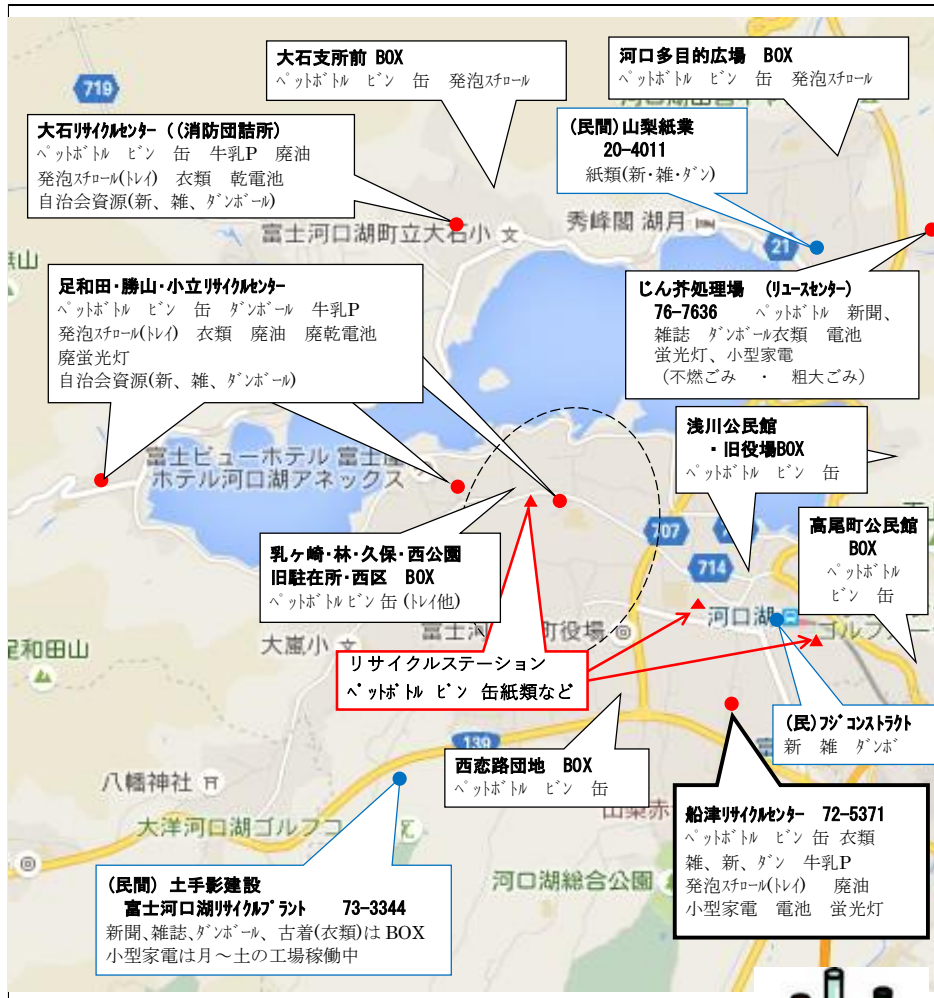 大石支所前 BOX
ペットボトル ビン 缶 発泡スチロール
河口多目的広場 BOX
ペットボトル ビン 缶 発泡スチロール
719
大石リサイクルセンター ((消防団詰所)
ペットボトル ビン 缶 牛乳P 廃油
発泡スチロール(トレイ) 衣類 乾電池
自治会資源(新、雑、ダンボール)
(民間)山梨紙業
20-4011
紙類(新・雑・ダン)
富士河口湖町立大石小
秀峰閣 湖月
21
足和田・勝山・小立リサイクルセンター
ペットボトル ビン 缶 ダンボール 牛乳P
発泡スチロール(トレイ) 衣類 廃油 廃乾電池
廃蛍光灯
自治会資源(新、雑、ダンボール)
じん芥処理場 (リユースセンター)
76-7636 ペットボトル 新聞、
雑誌 ダンボール衣類 電池
蛍光灯、小型家電
(不燃ごみ ・ 粗大ごみ)
浅川公民館
・旧役場BOX
ペットボトル ビン 缶
富士ビューホテル 富士
ホテル河口湖アネックス
707
714
高尾町公民館
BOX
ペットボトル
ビン 缶
乳ヶ崎・林・久保・西公園
旧駐在所・西区 BOX
ペットボトルビン缶(トレイ他)
河口湖
足和田山
大嵐小
富士河
町役場
リサイクルステーション
ペットボトル ビン 缶紙類など
(民)フジコンストラクト
新 雑 ダンボ
139
西恋路団地 BOX
ペットボトル ビン 缶
八幡神社
大洋河口湖ゴルフコ
船津リサイクルセンター 72-5371
ペットボトル ビン 缶 衣類
雑、新、ダン 牛乳P
発泡スチロール(トレイ) 廃油
小型家電 電池 蛍光灯
河口湖総合公園
(民間) 土手影建設
富士河口湖リサイクルプラント 73-3344
新聞、雑誌、ダンボール、古着(衣類)は BOX
小型家電は月～土の工場稼働中